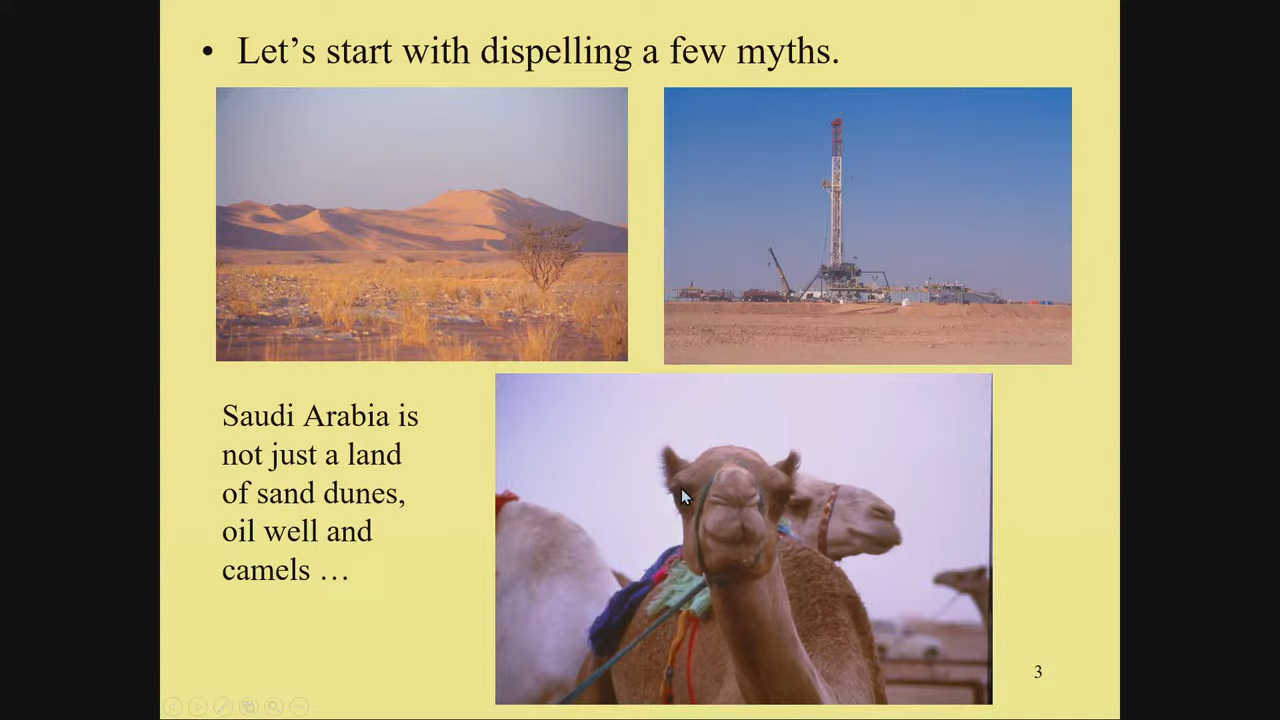 • Let’s start with dispelling a few myths.
Saudi Arabia is
not just a land
of sand dunes,
oil well and
camels …
3